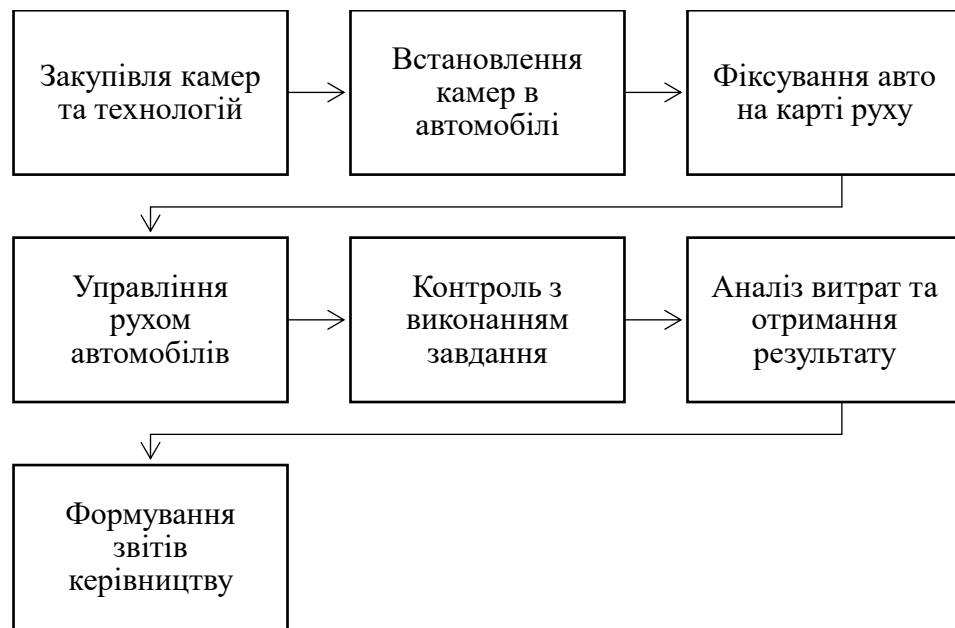 Закупівля камер
та технологій
Встановлення
камер в
автомобілі
Фіксування авто
на карті руху
Управління
рухом
автомобілів
Контроль з
виконанням
завдання
Аналіз витрат та
отримання
результату
Формування
звітів
керівництву